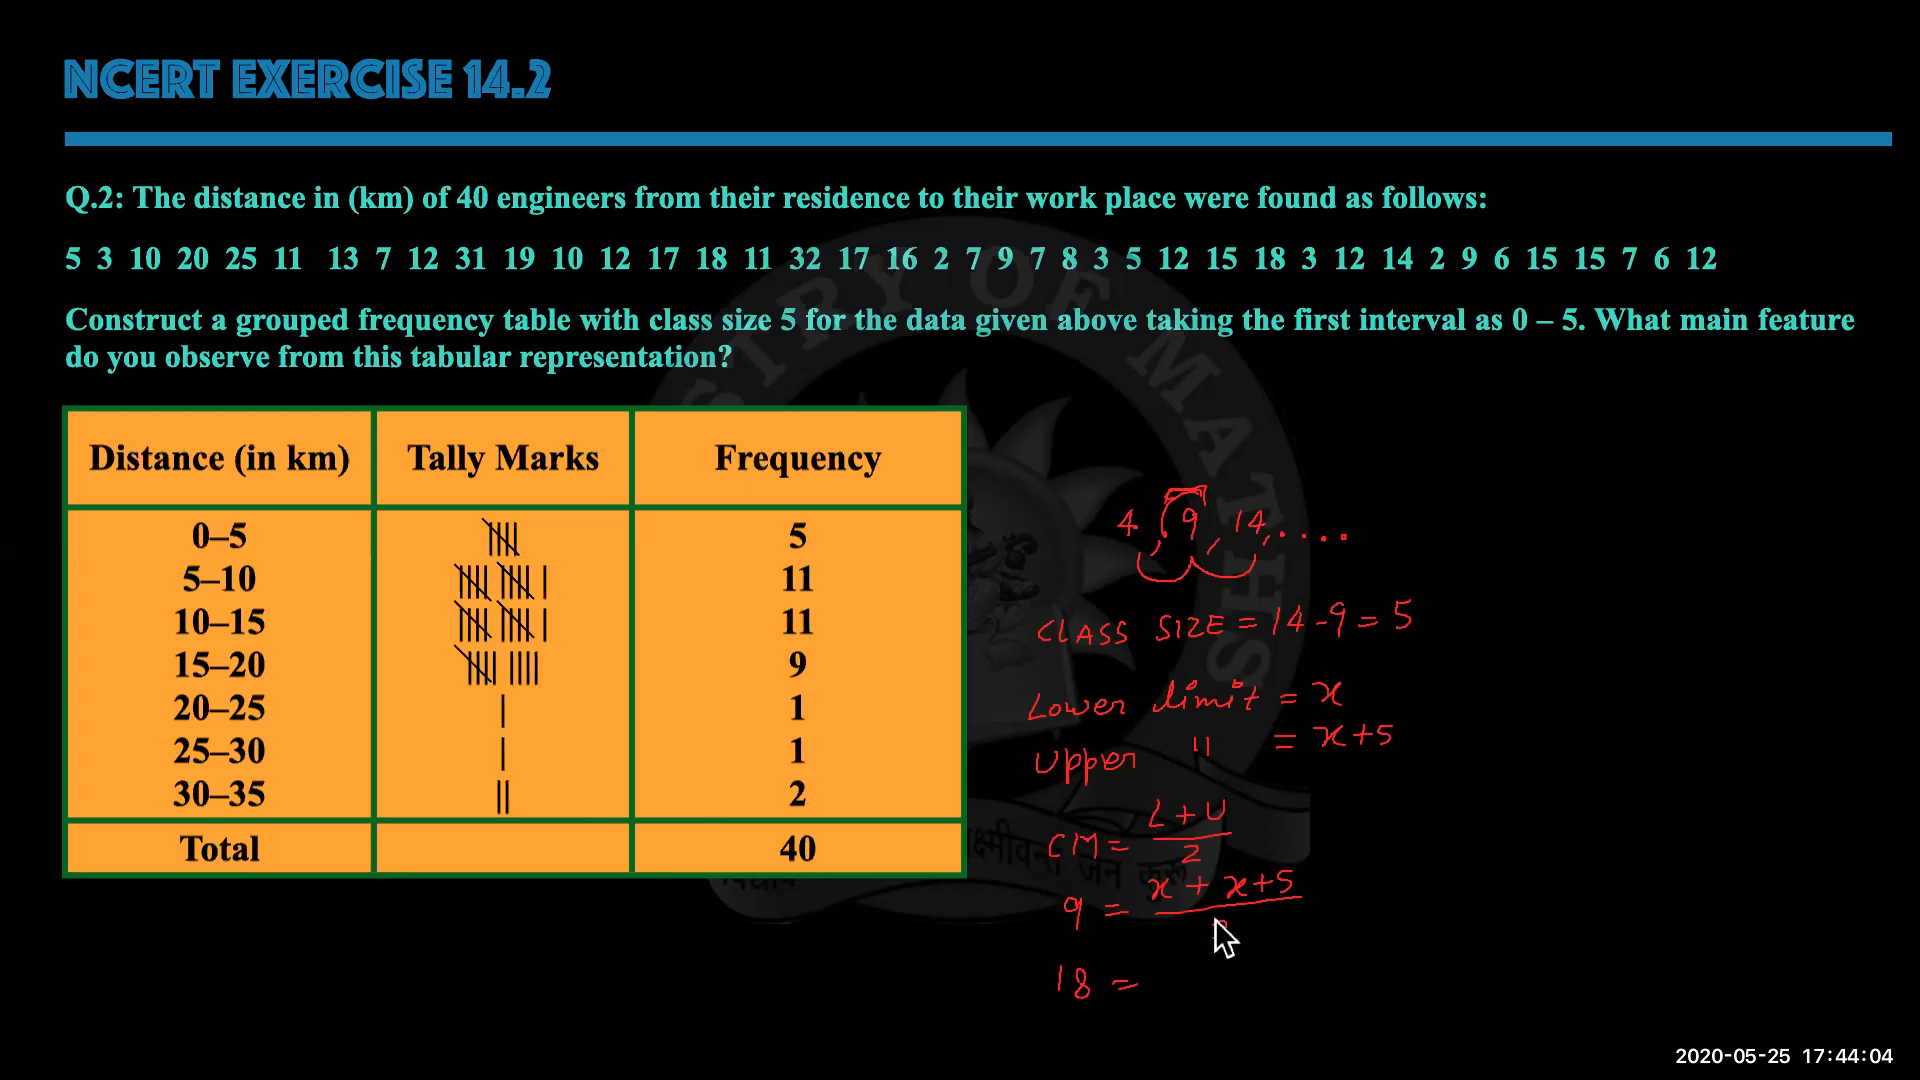 NCERT EXERCISE 14.2
Q.2: The distance in (km) of 40 engineers from their residence to their work place were found as follows:
5 3 10 20 25 11 13 7 12 31 19 10 12 17 18 11 32 17 16 2 7 9 7 8 3 5 12 15 18 3 12 14 2 9 6 15 15 7 6 12
Construct a grouped frequency table with class size 5 for the data given above taking the first interval as 0 – 5. What main feature
do you observe from this tabular representation?
Distance (in km) Tally Marks Frequency
0–5 5
5–10 11
10–15 11
15–20 9
20–25 1
25–30 1
30–35 2
Total 40
4, 9, 14, ....
CLASS SIZE = 14-9 = 5
Lower limit = x
Upper 11 = x+5
CM = L+U
2
9 = x + x+5
18 =
STRY OF MATHS
2020-05-25 17:44:04